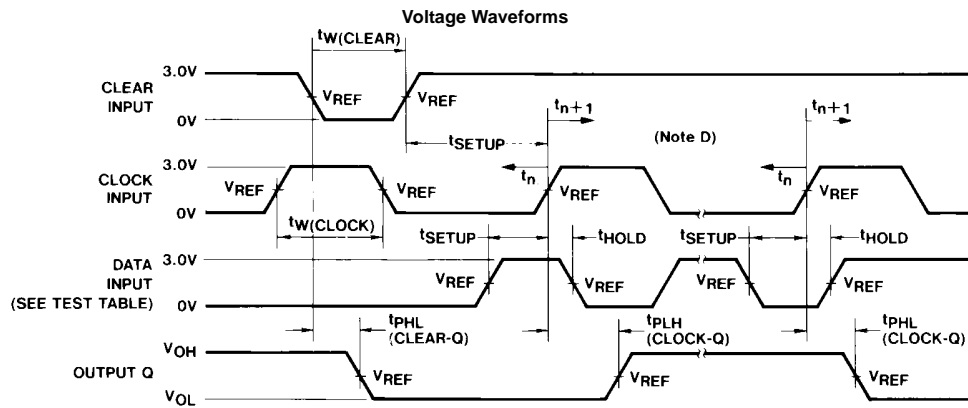 Voltage Waveforms
tW(CLEAR)
3.0V
CLEAR
INPUT
VREF
VREF
0V
tn+1
tn+1
(Note D)
tSETUP
3.0V
tn
tn
CLOCK
INPUT
VREF
VREF
VREF
VREF
0V
tW(CLOCK)
tSETUP
tHOLD
tSETUP
tHOLD
3.0V
DATA
INPUT
(SEE TEST TABLE)
VREF
VREF
VREF
VREF
0V
tPHL
(CLEAR-Q)
tPLH
(CLOCK-Q)
tPHL
(CLOCK-Q)
VOH
OUTPUT Q
VREF
VREF
VREF
VOL